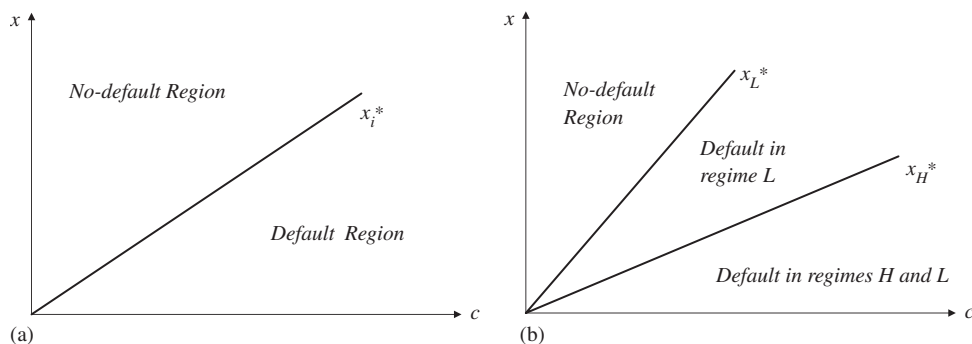 x
No-default Region
x_i*
Default Region
c
(a)
x
No-default
Region
x_L*
Default in
regime L
x_H*
Default in regimes H and L
c
(b)